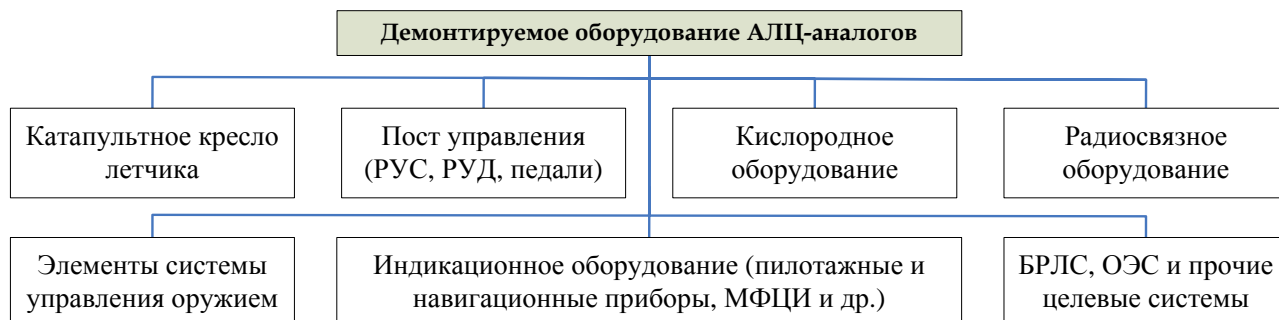 Демонтируемое оборудование АЛЦ-аналогов
Катапультное кресло
летчика
Пост управления
(РУС, РУД, педали)
Кислородное
оборудование
Радиосвязное
оборудование
Элементы системы
управления оружием
Индикационное оборудование (пилотажные и
навигационные приборы, МФЦИ и др.)
БРЛС, ОЭС и прочие
целевые системы